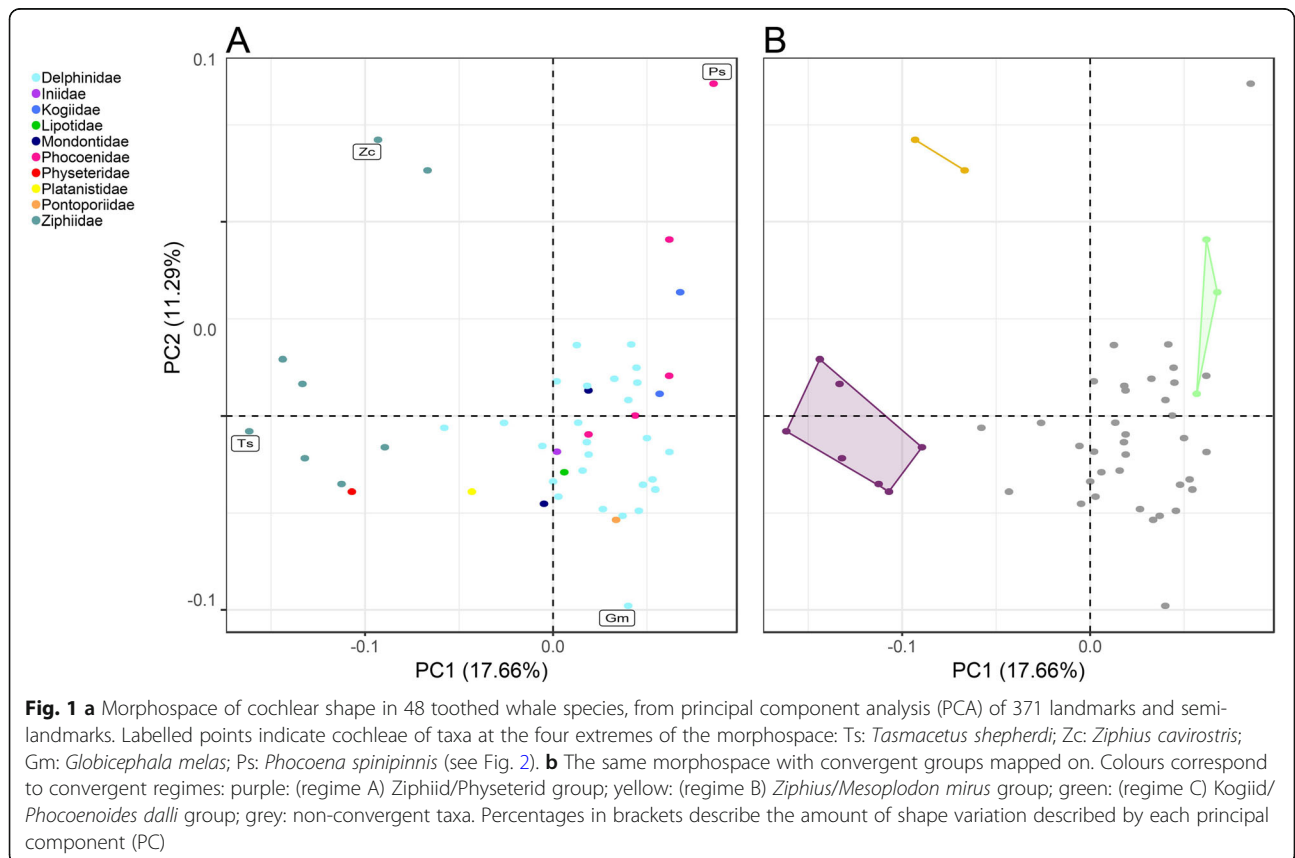 A
B
Delphinidae
Iniidae
Kogiidae
Lipotidae
Mondontidae
Phocoenidae
Physeteridae
Platanistidae
Pontoporiidae
Ziphiidae
PC2 (11.29%)
0.1
0.0
-0.1
Ps
Zc
Ts
Gm
-0.1
0.0
PC1 (17.66%)
-0.1
0.0
PC1 (17.66%)
Fig. 1 a Morphospace of cochlear shape in 48 toothed whale species, from principal component analysis (PCA) of 371 landmarks and semi-
landmarks. Labelled points indicate cochleae of taxa at the four extremes of the morphospace: Ts: Tasmacetus shepherdi; Zc: Ziphius cavirostris;
Gm: Globicephala melas; Ps: Phocoena spinipinnis (see Fig. 2). b The same morphospace with convergent groups mapped on. Colours correspond
to convergent regimes: purple: (regime A) Ziphiid/Physeterid group; yellow: (regime B) Ziphius/Mesoplodon mirus group; green: (regime C) Kogiid/
Phocoenoides dalli group; grey: non-convergent taxa. Percentages in brackets describe the amount of shape variation described by each principal
component (PC)